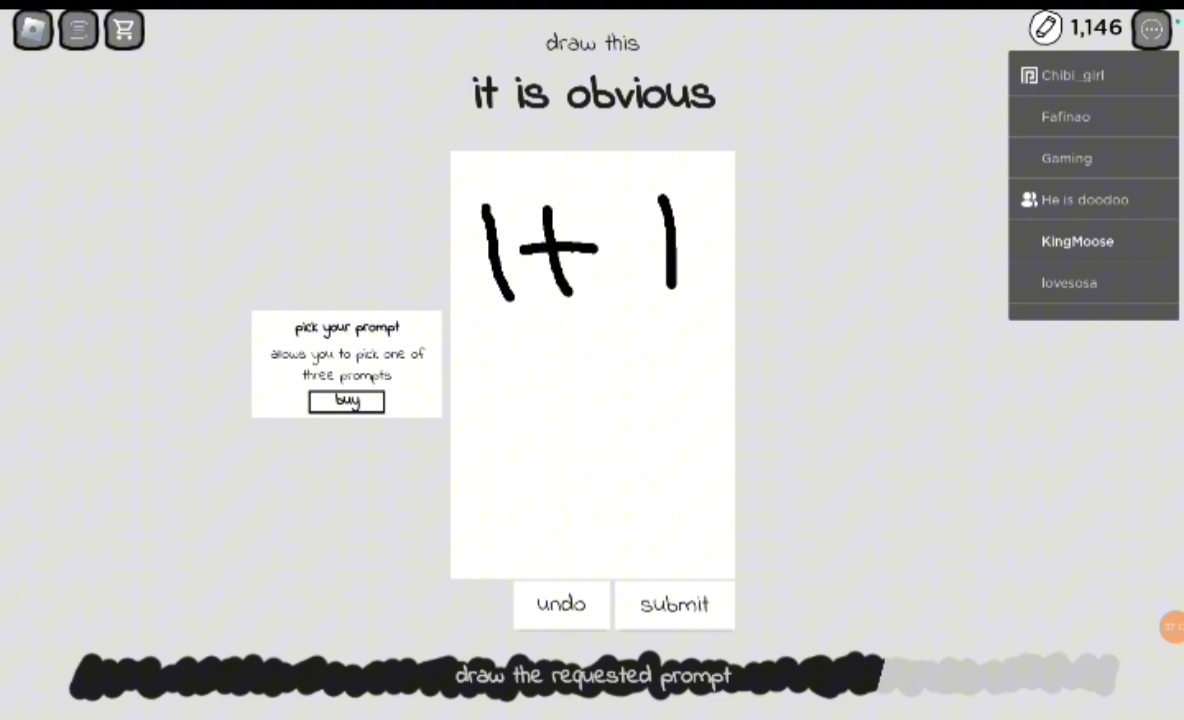 draw this
1,146
it is obvious
Chibi_girl
Fafinao
Gaming
He is doodoo
KingMoose
lovesosa
1+ 1
pick your prompt
allows you to pick one of
three prompts
buy
undo
submit
draw the requested prompt